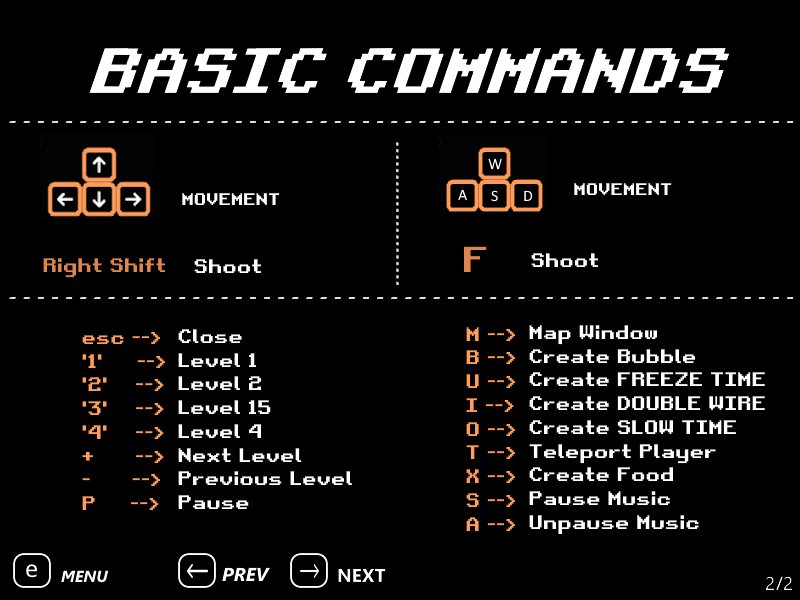 BASIC COMMANDS
↑
← ↓ →
MOVEMENT
Right Shift Shoot
W
A S D
MOVEMENT
F Shoot
esc --> Close
'1' --> Level 1
'2' --> Level 2
'3' --> Level 15
'4' --> Level 4
+ --> Next Level
- --> Previous Level
P --> Pause
M --> Map Window
B --> Create Bubble
U --> Create FREEZE TIME
I --> Create DOUBLE WIRE
O --> Create SLOW TIME
T --> Teleport Player
X --> Create Food
S --> Pause Music
A --> Unpause Music
e MENU ← PREV → NEXT
2/2